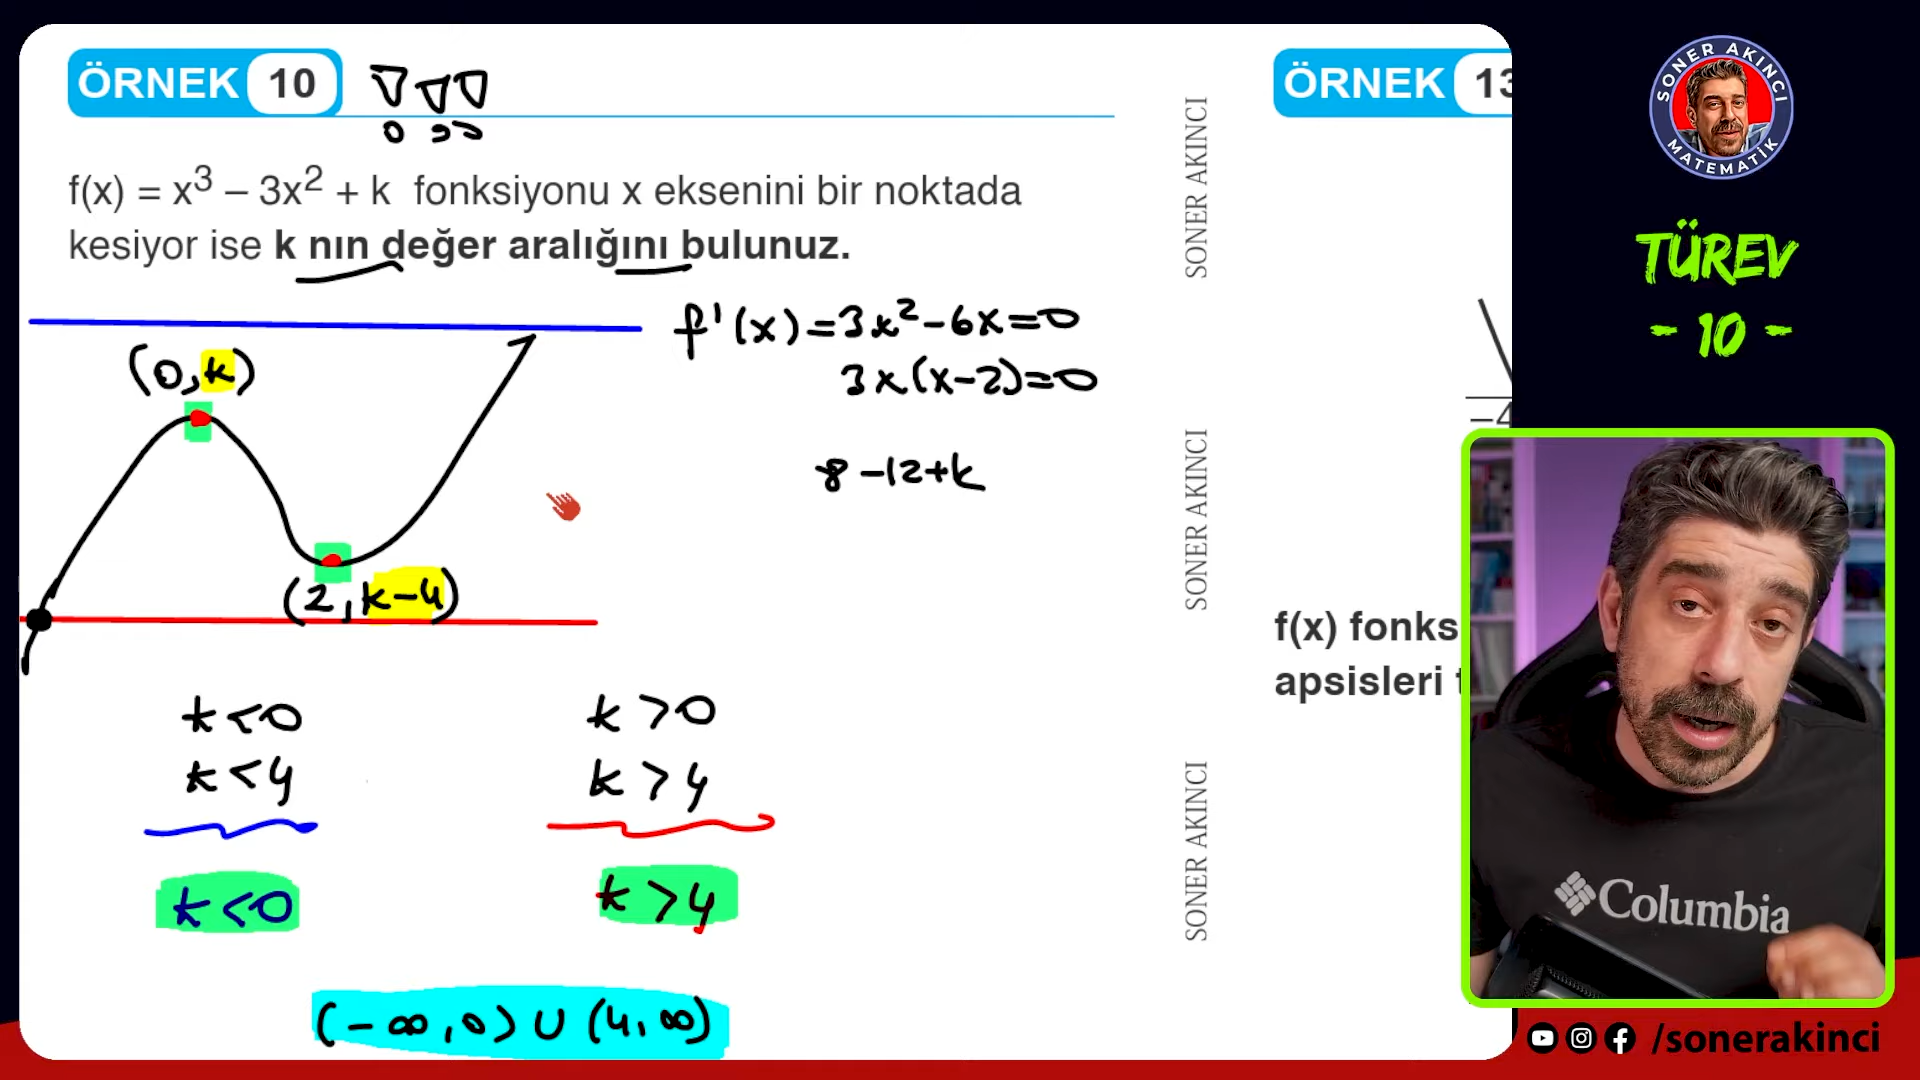 ÖRNEK 10
f(x) = x³ – 3x² + k fonksiyonu x eksenini bir noktada
kesiyor ise k nın değer aralığını bulunuz.
f'(x)=3x²-6x=0
3x(x-2)=0
8-12+k
(0,k)
(2,k-4)
k<0
k<4
k<0
k>0
k>4
k>4
(-∞,0)∪(4,∞)
SONER AKINCI
SONER AKINCI
SONER AKINCI
ÖRNEK 13
-4
f(x) fonks
apsisleri t
SONER AKINCI
MATEMATİK
TÜREV
- 10 -
Columbia
/sonerakinci